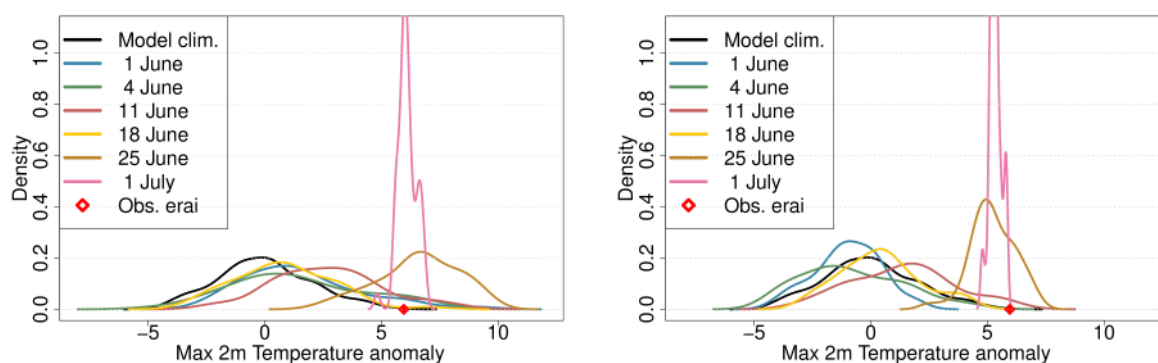 Model clim.
1 June
4 June
11 June
18 June
25 June
1 July
Obs. erai
Density
0.0 0.2 0.4 0.6 0.8 1.0
−5 0 5 10
Max 2m Temperature anomaly
Model clim.
1 June
4 June
11 June
18 June
25 June
1 July
Obs. erai
Density
0.0 0.2 0.4 0.6 0.8 1.0
−5 0 5 10
Max 2m Temperature anomaly